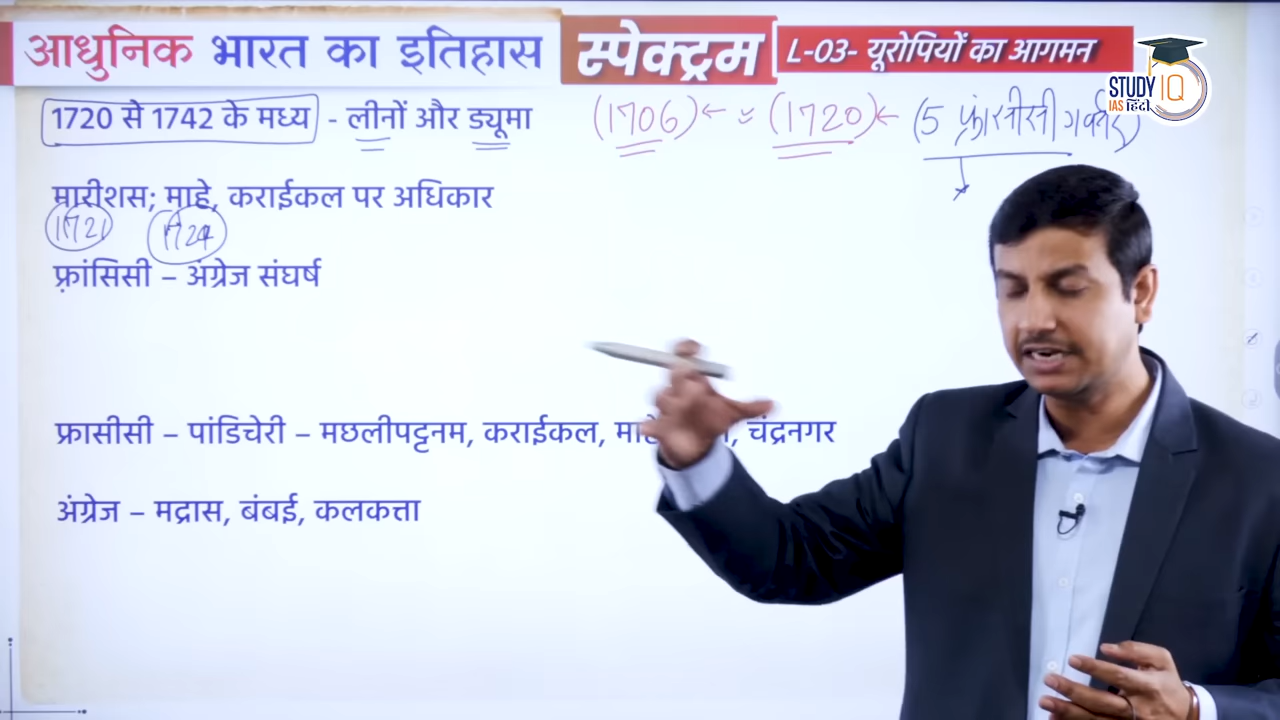 आधुनिक भारत का इतिहास स्पेक्ट्रम L-03- यूरोपियों का आगमन
STUDY IQ
IAS हिंदी
1720 से 1742 के मध्य - लीनों और ड्यूमा (1706) ← (1720) ← (5 फ्रांसीसी गवर्नर)
मारीशस; माहे, कराईकल पर अधिकार
1721 1724
फ़्रांसिसी – अंग्रेज संघर्ष
फ्रासीसी – पांडिचेरी – मछलीपट्टनम, कराईकल, चंद्रनगर
अंग्रेज – मद्रास, बंबई, कलकत्ता